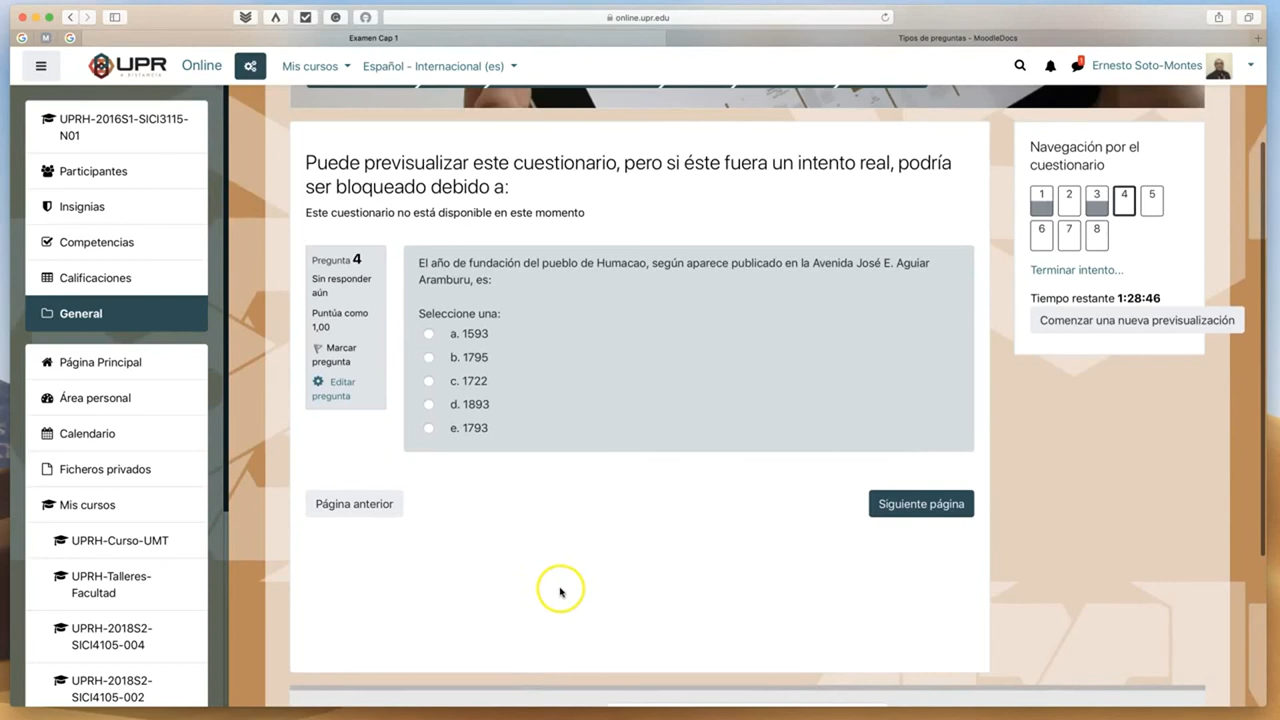 online.upr.edu
Examen Cap 1
Tipos de preguntas - MoodleDocs
UPR
A DISTANCIA
Online
Mis cursos
Español - Internacional (es)
Ernesto Soto-Montes
UPRH-2016S1-SICI3115-
N01
Participantes
Insignias
Competencias
Calificaciones
General
Página Principal
Área personal
Calendario
Ficheros privados
Mis cursos
UPRH-Curso-UMT
UPRH-Talleres-
Facultad
UPRH-2018S2-
SICI4105-004
UPRH-2018S2-
SICI4105-002
Puede previsualizar este cuestionario, pero si éste fuera un intento real, podría
ser bloqueado debido a:
Este cuestionario no está disponible en este momento
Pregunta 4
Sin responder
aún
Puntúa como
1,00
Marcar
pregunta
Editar
pregunta
El año de fundación del pueblo de Humacao, según aparece publicado en la Avenida José E. Aguiar
Aramburu, es:
Seleccione una:
a. 1593
b. 1795
c. 1722
d. 1893
e. 1793
Página anterior
Siguiente página
Navegación por el
cuestionario
1 2 3 4 5
6 7 8
Terminar intento...
Tiempo restante 1:28:46
Comenzar una nueva previsualización